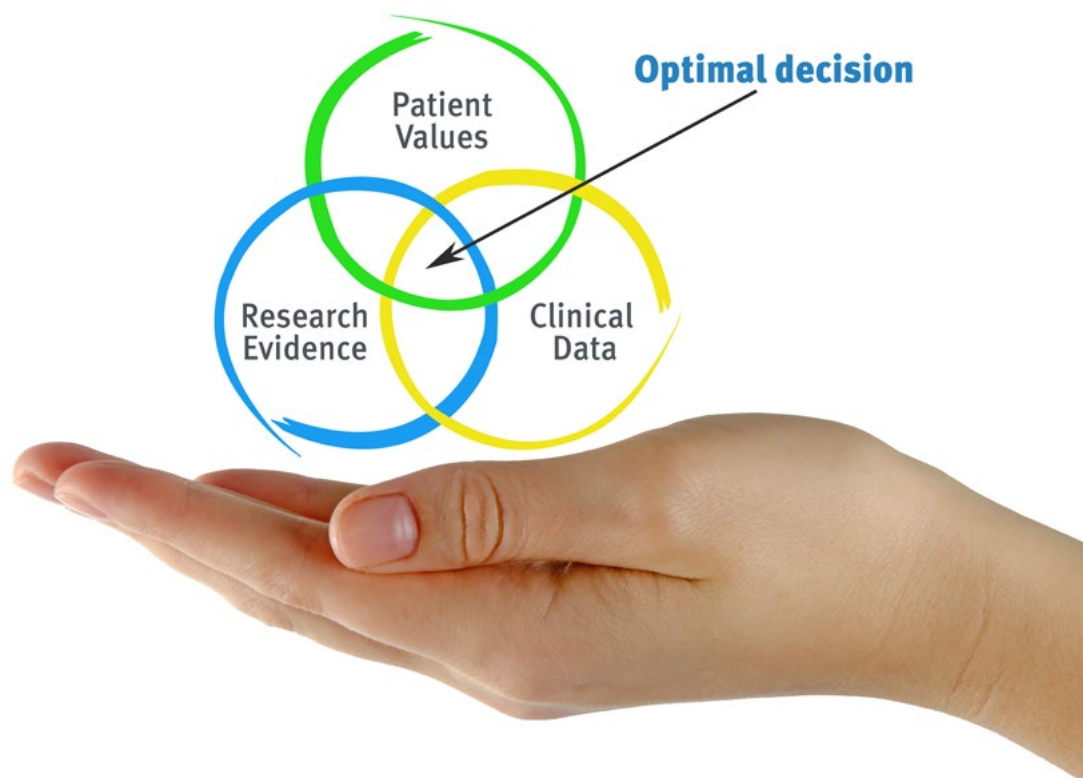 Optimal decision
Patient
Values
Research
Evidence
Clinical
Data